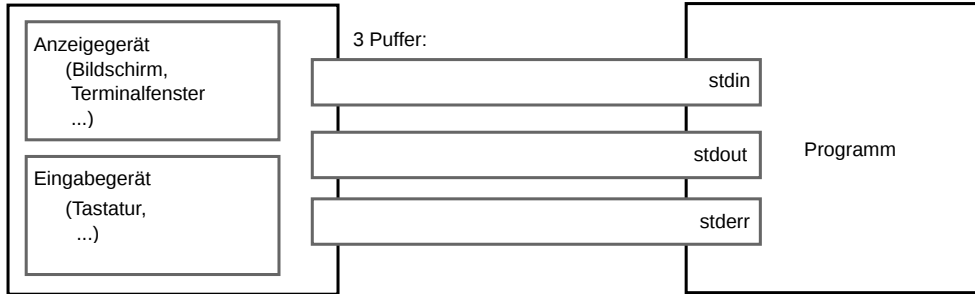 Anzeigegerät
(Bildschirm,
Terminalfenster
...)
Eingabegerät
(Tastatur,
...)
3 Puffer:
stdin
stdout
stderr
Programm